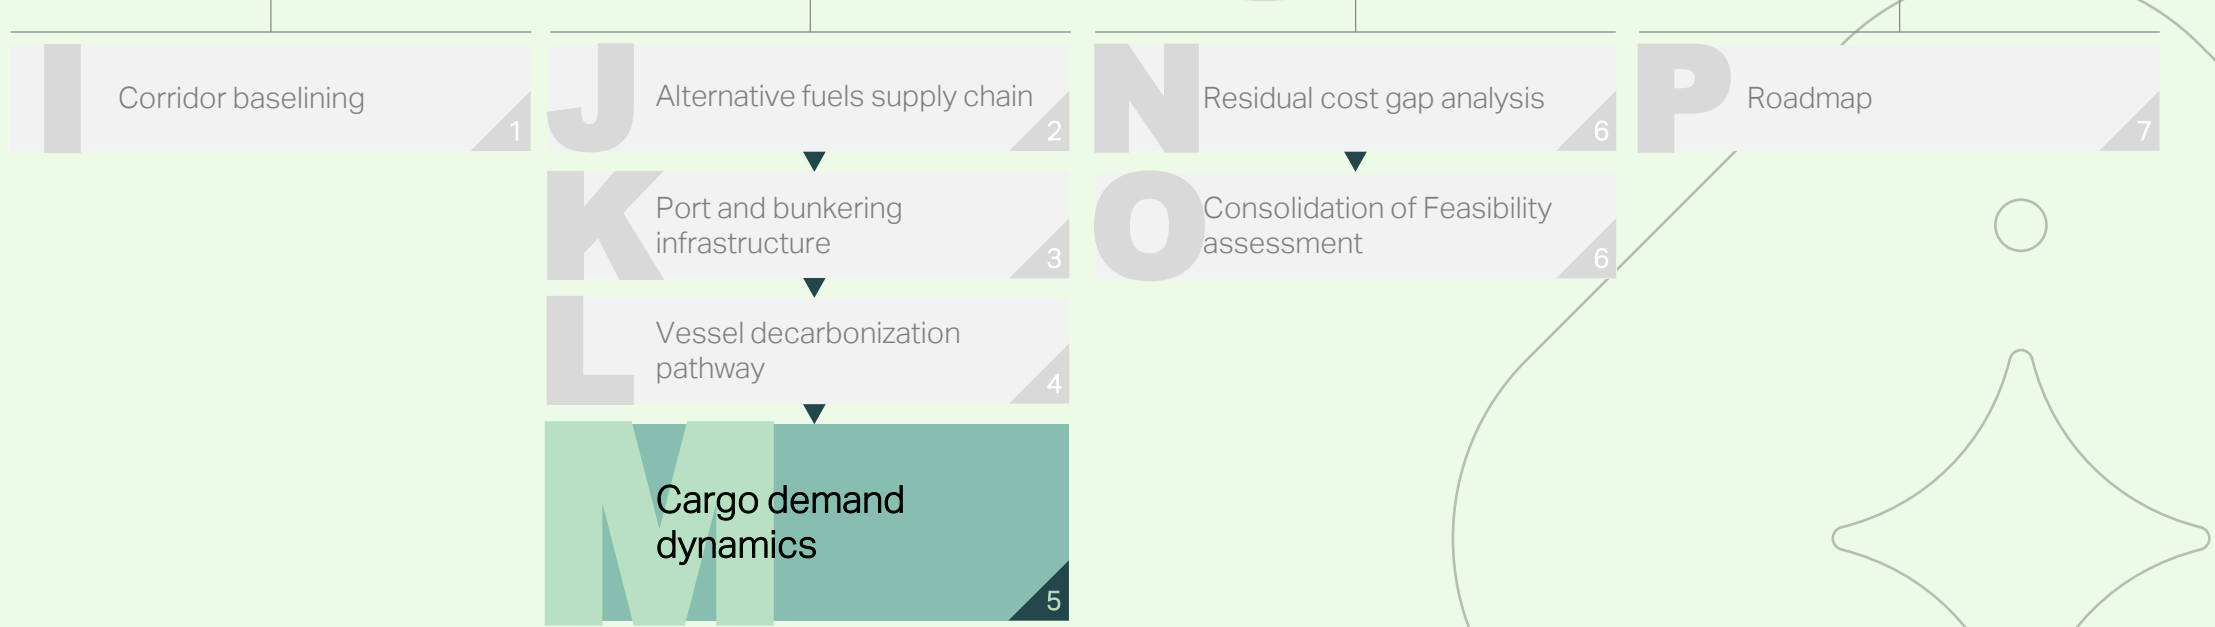 I
Corridor baselining
1
J
Alternative fuels supply chain
2
K
Port and bunkering
infrastructure
3
L
Vessel decarbonization
pathway
4
M
Cargo demand
dynamics
5
N
Residual cost gap analysis
6
O
Consolidation of Feasibility
assessment
6
P
Roadmap
7